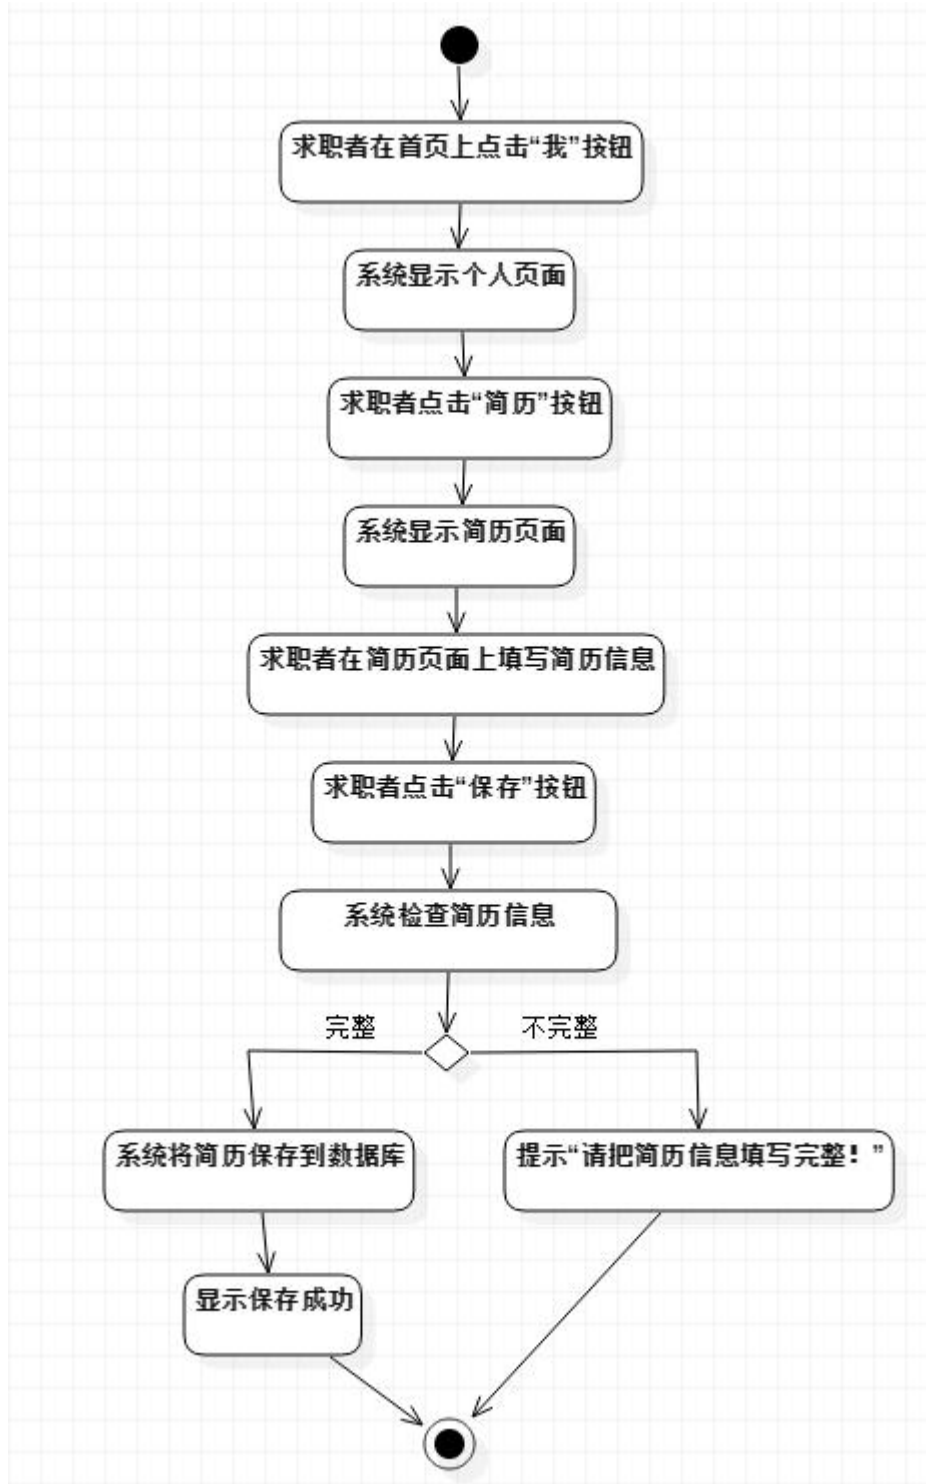 求职者在首页上点击“我”按钮
系统显示个人页面
求职者点击“简历”按钮
系统显示简历页面
求职者在简历页面上填写简历信息
求职者点击“保存”按钮
系统检查简历信息
完整
不完整
系统将简历保存到数据库
提示“请把简历信息填写完整！”
显示保存成功